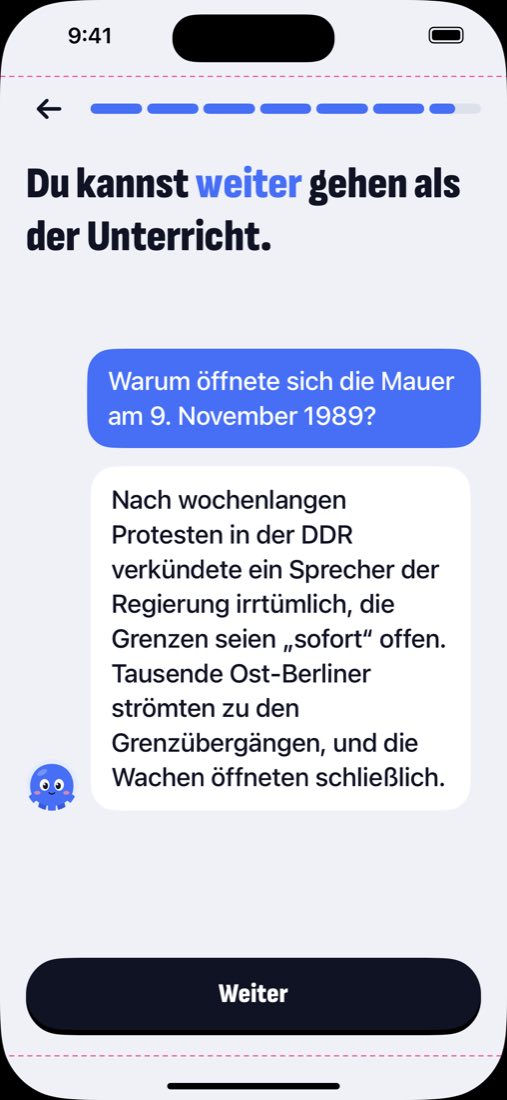 9:41
Du kannst weiter gehen als
der Unterricht.
Warum öffnete sich die Mauer
am 9. November 1989?
Nach wochenlangen
Protesten in der DDR
verkündete ein Sprecher der
Regierung irrtümlich, die
Grenzen seien „sofort“ offen.
Tausende Ost-Berliner
strömten zu den
Grenzübergängen, und die
Wachen öffneten schließlich.
Weiter